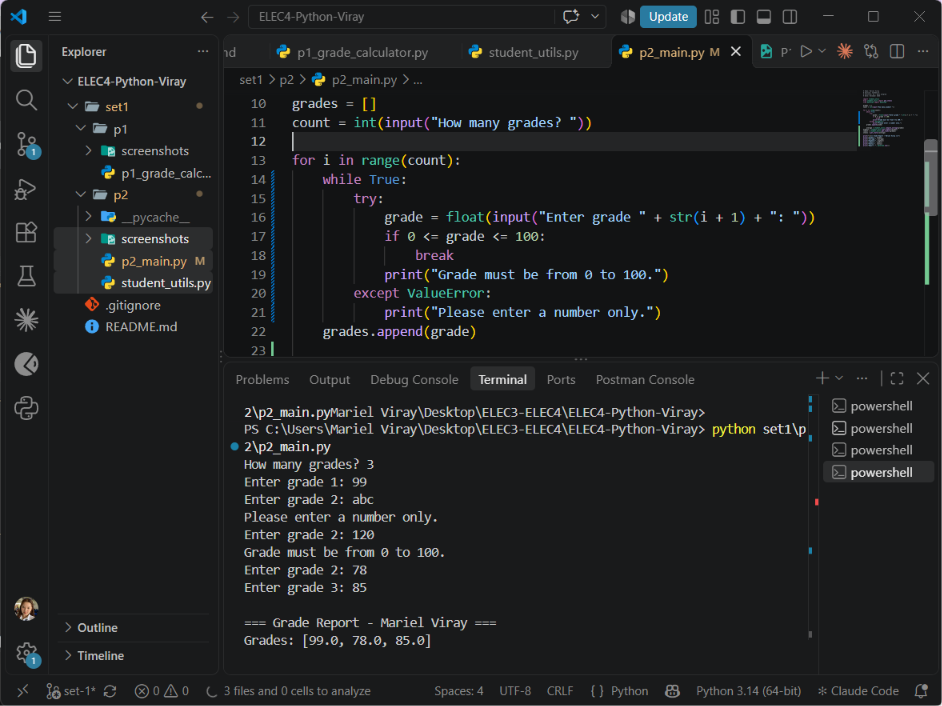 ELEC4-Python-Viray
Update
Explorer
nd
p1_grade_calculator.py
student_utils.py
p2_main.py M
P
ELEC4-Python-Viray
set1
p1
screenshots
p1_grade_calc...
p2
__pycache__
screenshots
p2_main.py M
student_utils.py
.gitignore
README.md
Outline
Timeline
set1 > p2 > p2_main.py > ...
10 grades = []
11 count = int(input("How many grades? "))
12
13 for i in range(count):
14 while True:
15 try:
16 grade = float(input("Enter grade " + str(i + 1) + ": "))
17 if 0 <= grade <= 100:
18 break
19 print("Grade must be from 0 to 100.")
20 except ValueError:
21 print("Please enter a number only.")
22 grades.append(grade)
23
Problems Output Debug Console Terminal Ports Postman Console
2\p2_main.pyMariel Viray\Desktop\ELEC3-ELEC4\ELEC4-Python-Viray>
PS C:\Users\Mariel Viray\Desktop\ELEC3-ELEC4\ELEC4-Python-Viray> python set1\p
2\p2_main.py
How many grades? 3
Enter grade 1: 99
Enter grade 2: abc
Please enter a number only.
Enter grade 2: 120
Grade must be from 0 to 100.
Enter grade 2: 78
Enter grade 3: 85
=== Grade Report - Mariel Viray ===
Grades: [99.0, 78.0, 85.0]
powershell
powershell
powershell
powershell
1
1
set-1* 0 0 3 files and 0 cells to analyze Spaces: 4 UTF-8 CRLF { } Python Python 3.14 (64-bit) Claude Code